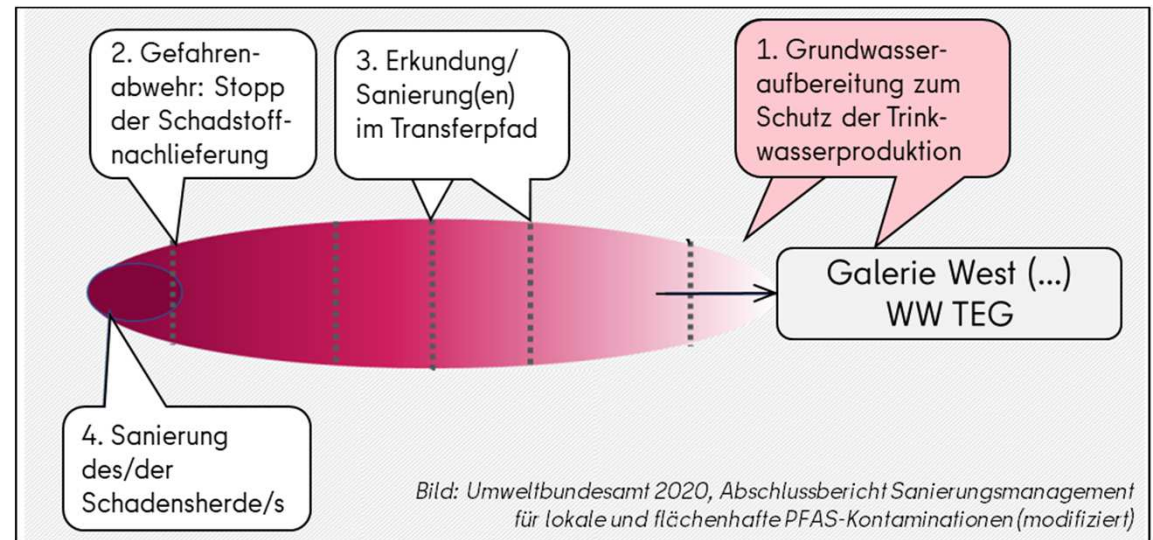 2. Gefahren-
abwehr: Stopp
der Schadstoff-
nachlieferung
3. Erkundung/
Sanierung(en)
im Transferpfad
1. Grundwasser-
aufbereitung zum
Schutz der Trink-
wasserproduktion
Galerie West (...)
WW TEG
4. Sanierung
des/der
Schadensherde/s
Bild: Umweltbundesamt 2020, Abschlussbericht Sanierungsmanagement
für lokale und flächenhafte PFAS-Kontaminationen (modifiziert)